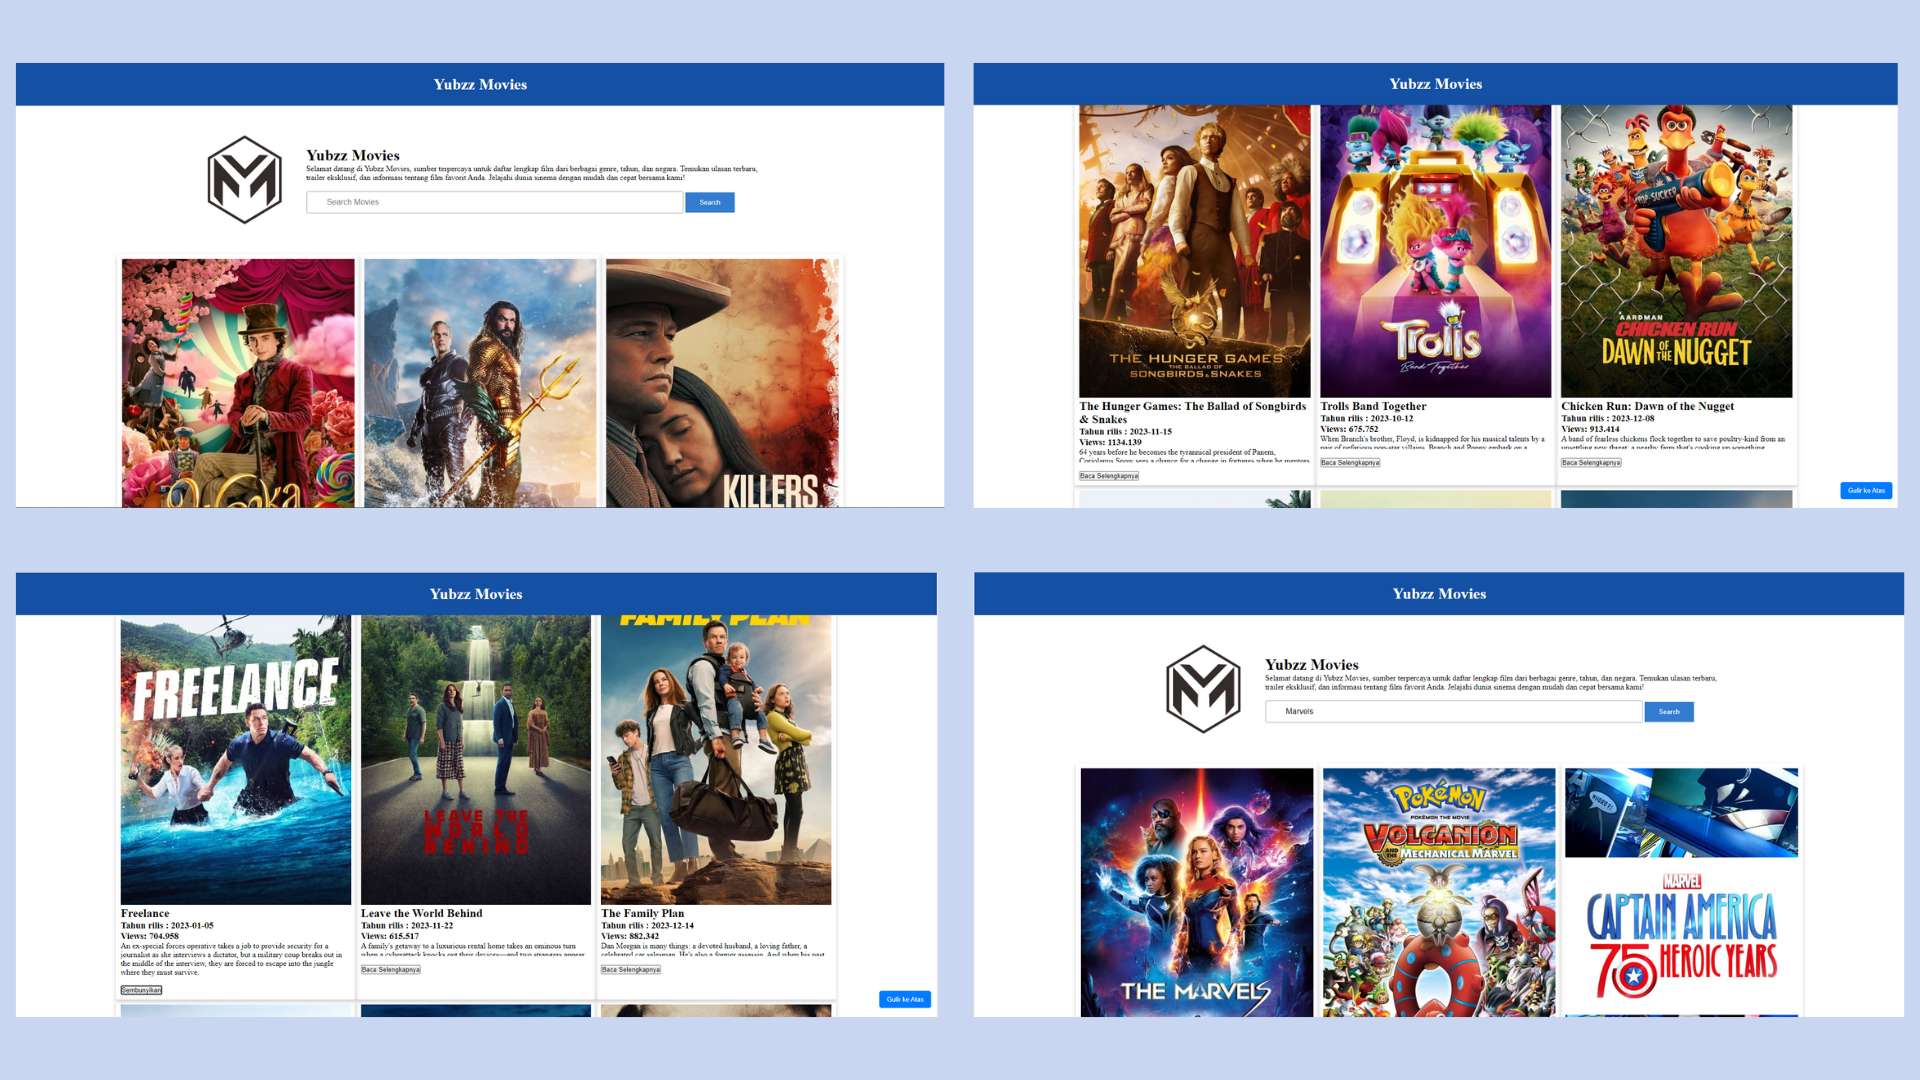 Yubzz Movies
Yubzz Movies
Selamat datang di Yubzz Movies, sumber terpercaya untuk daftar lengkap film dari berbagai genre, tahun, dan negara. Temukan ulasan terbaru,
trailer eksklusif, dan informasi tentang film favorit Anda. Jelajahi dunia sinema dengan mudah dan cepat bersama kami!
Search Movies
Search
KILLERS
Yubzz Movies
THE HUNGER GAMES
THE BALLAD OF
SONGBIRDS & SNAKES
Trolls
Band Together
POP-SUCKER
AARDMAN
CHICKEN RUN
DAWN OF THE NUGGET
The Hunger Games: The Ballad of Songbirds
& Snakes
Tahun rilis : 2023-11-15
Views: 1134.139
64 years before he becomes the tyrannical president of Panem,
Coriolanus Snow sees a chance for a change in fortunes when he mentors
Baca Selengkapnya
Trolls Band Together
Tahun rilis : 2023-10-12
Views: 675.752
When Branch's brother, Floyd, is kidnapped for his musical talents by a
pair of nefarious pop-star villains, Branch and Poppy embark on a
Baca Selengkapnya
Chicken Run: Dawn of the Nugget
Tahun rilis : 2023-12-08
Views: 913.414
A band of fearless chickens flock together to save poultry-kind from an
unsettling new threat: a nearby farm that's cooking up something
Baca Selengkapnya
Gulir ke Atas
Yubzz Movies
FREELANCE
LEAVE THE
WORLD
BEHIND
FAMILY PLAN
Freelance
Tahun rilis : 2023-01-05
Views: 704.958
An ex-special forces operative takes a job to provide security for a
journalist as she interviews a dictator, but a military coup breaks out in
the middle of the interview, they are forced to escape into the jungle
where they must survive.
Sembunyikan
Leave the World Behind
Tahun rilis : 2023-11-22
Views: 615.517
A family's getaway to a luxurious rental home takes an ominous turn
when a cyberattack knocks out their devices—and two strangers appear
Baca Selengkapnya
The Family Plan
Tahun rilis : 2023-12-14
Views: 882.342
Dan Morgan is many things: a devoted husband, a loving father, a
celebrated car salesman. He's also a former assassin. And when his past
Baca Selengkapnya
Gulir ke Atas
Yubzz Movies
Yubzz Movies
Selamat datang di Yubzz Movies, sumber terpercaya untuk daftar lengkap film dari berbagai genre, tahun, dan negara. Temukan ulasan terbaru,
trailer eksklusif, dan informasi tentang film favorit Anda. Jelajahi dunia sinema dengan mudah dan cepat bersama kami!
Marvels
Search
THE MARVELS
POKéMON
POKÉMON THE MOVIE
VOLCANION
AND THE MECHANICAL MARVEL
MARVEL
CAPTAIN AMERICA
75 HEROIC YEARS